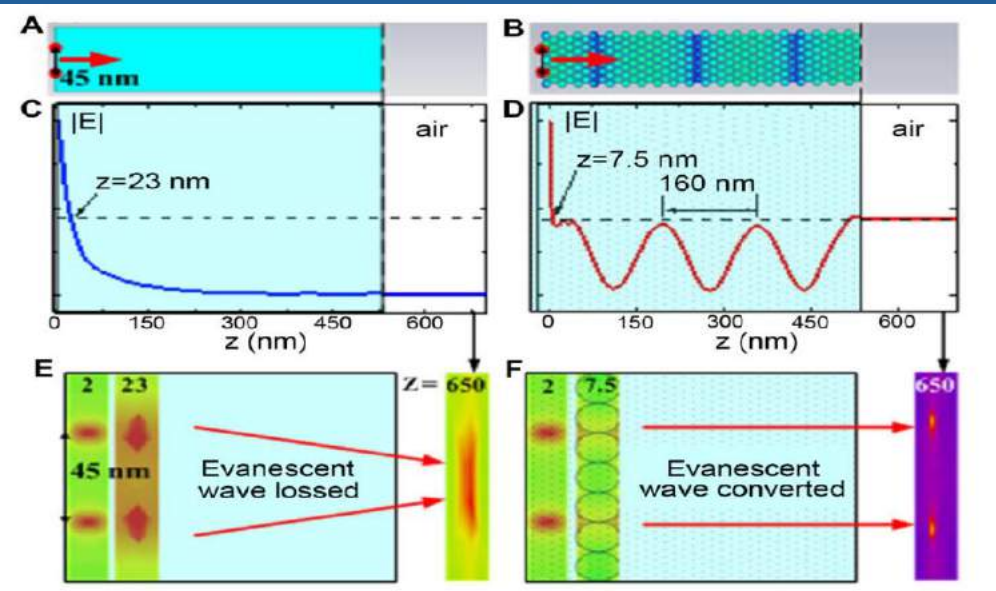 A
45 nm
B
C
|E|
air
z=23 nm
0 150 300 450 600
z (nm)
D
|E|
air
z=7.5 nm
160 nm
0 150 300 450 600
z (nm)
E
2 23
Z= 650
45 nm
Evanescent
wave lossed
F
2 7.5
650
Evanescent
wave converted